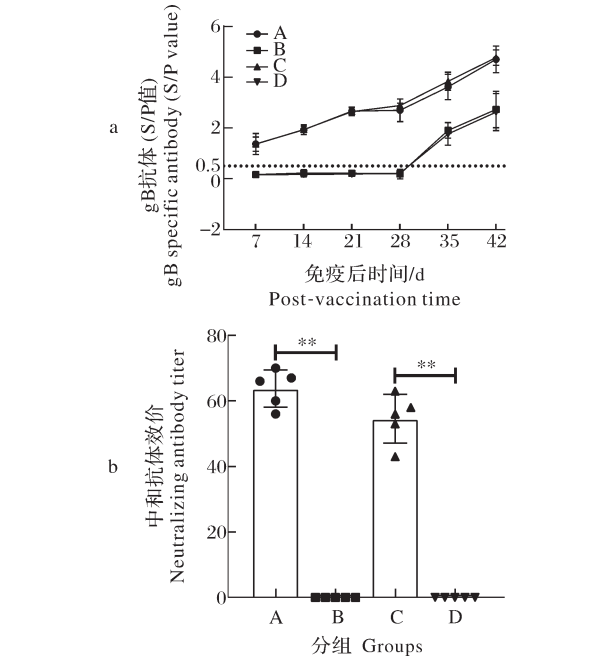 a
gB抗体(S/P值)
gB specific antibody (S/P value)
6
4
2
0.5
0
−2
A
B
C
D
7 14 21 28 35 42
免疫后时间/d
Post-vaccination time
b
中和抗体效价
Neutralizing antibody titer
80
60
40
20
0
**
**
A B C D
分组 Groups